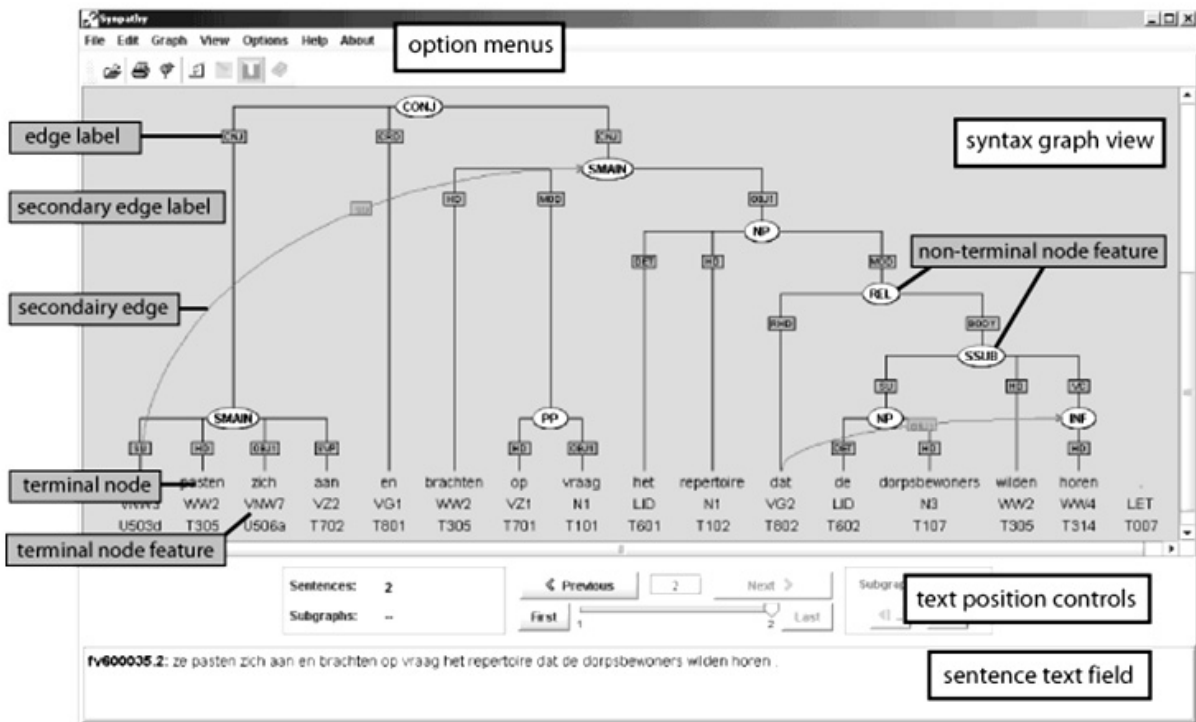 Synpathy
File Edit Graph View Options Help About
option menus
CONJ
edge label
CNJ CRD CNJ
syntax graph view
SMAIN
secondary edge label
HD MOD OBJ1
SU
NP
non-terminal node feature
DET HD MOD
REL
secondairy edge
RHD BODY
SSUB
SU HD VC
SMAIN PP NP INF
OBJ1
SU HD OBJ1 SVP HD OBJ1 DET HD HD
terminal node
pasten zich aan en brachten op vraag het repertoire dat de dorpsbewoners wilden horen .
VNW3 WW2 VNW7 VZ2 VG1 WW2 VZ1 N1 LID N1 VG2 LID N3 WW2 WW4 LET
U503d T305 U506a T702 T801 T305 T701 T101 T601 T102 T802 T602 T107 T305 T314 T007
terminal node feature
Sentences: 2
Previous 2 Next
Subgra
Subgraphs: --
First 1 2 Last
text position controls
fv600035.2: ze pasten zich aan en brachten op vraag het repertoire dat de dorpsbewoners wilden horen .
sentence text field